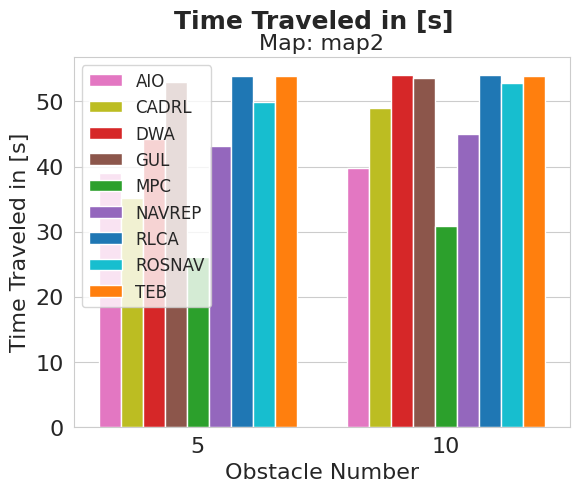 Time Traveled in [s]
Map: map2
Time Traveled in [s]
50
40
30
20
10
0
AIO
CADRL
DWA
GUL
MPC
NAVREP
RLCA
ROSNAV
TEB
5
10
Obstacle Number